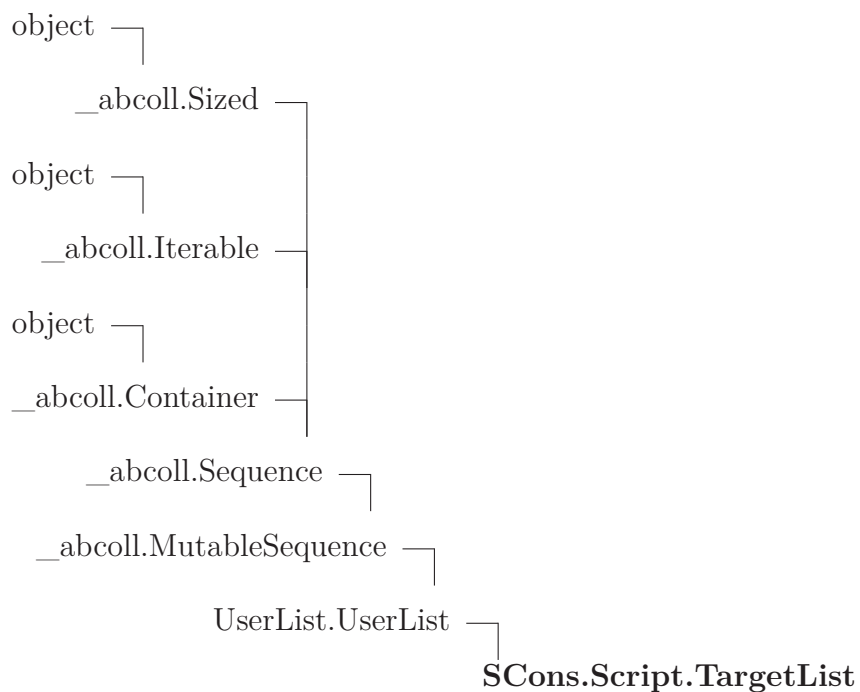 object
_abcoll.Sized
object
_abcoll.Iterable
object
_abcoll.Container
_abcoll.Sequence
_abcoll.MutableSequence
UserList.UserList
SCons.Script.TargetList